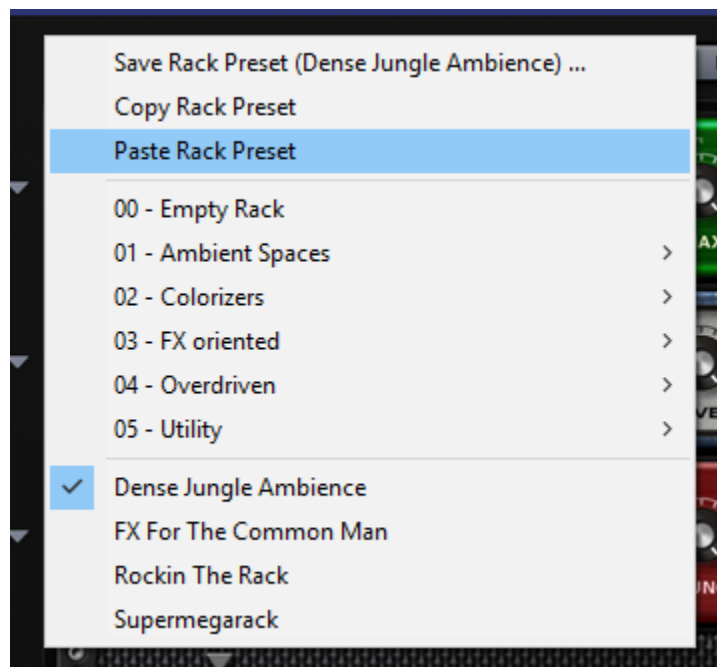 Save Rack Preset (Dense Jungle Ambience) ...
Copy Rack Preset
Paste Rack Preset
00 - Empty Rack
01 - Ambient Spaces
02 - Colorizers
03 - FX oriented
04 - Overdriven
05 - Utility
Dense Jungle Ambience
FX For The Common Man
Rockin The Rack
Supermegarack